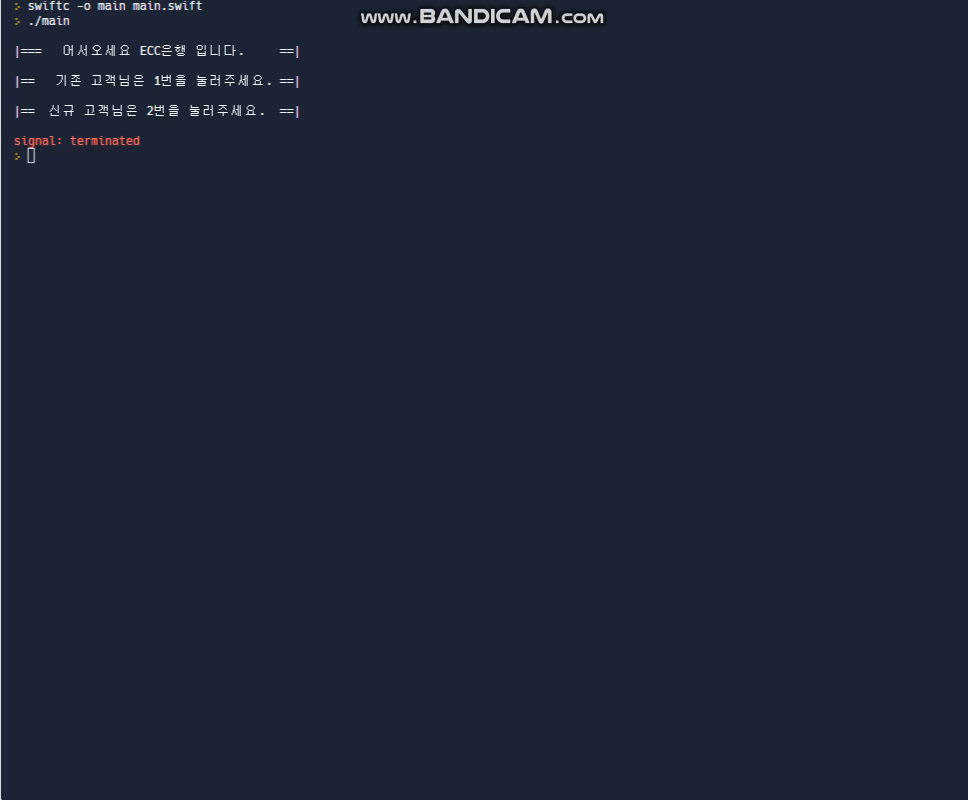 > swiftc -o main main.swift
www.BANDICAM.com
> ./main
|===   어서오세요 ECC은행 입니다.     ==|
|==   기존 고객님은 1번을 눌러주세요. ==|
|==  신규 고객님은 2번을 눌러주세요.  ==|
signal: terminated
>